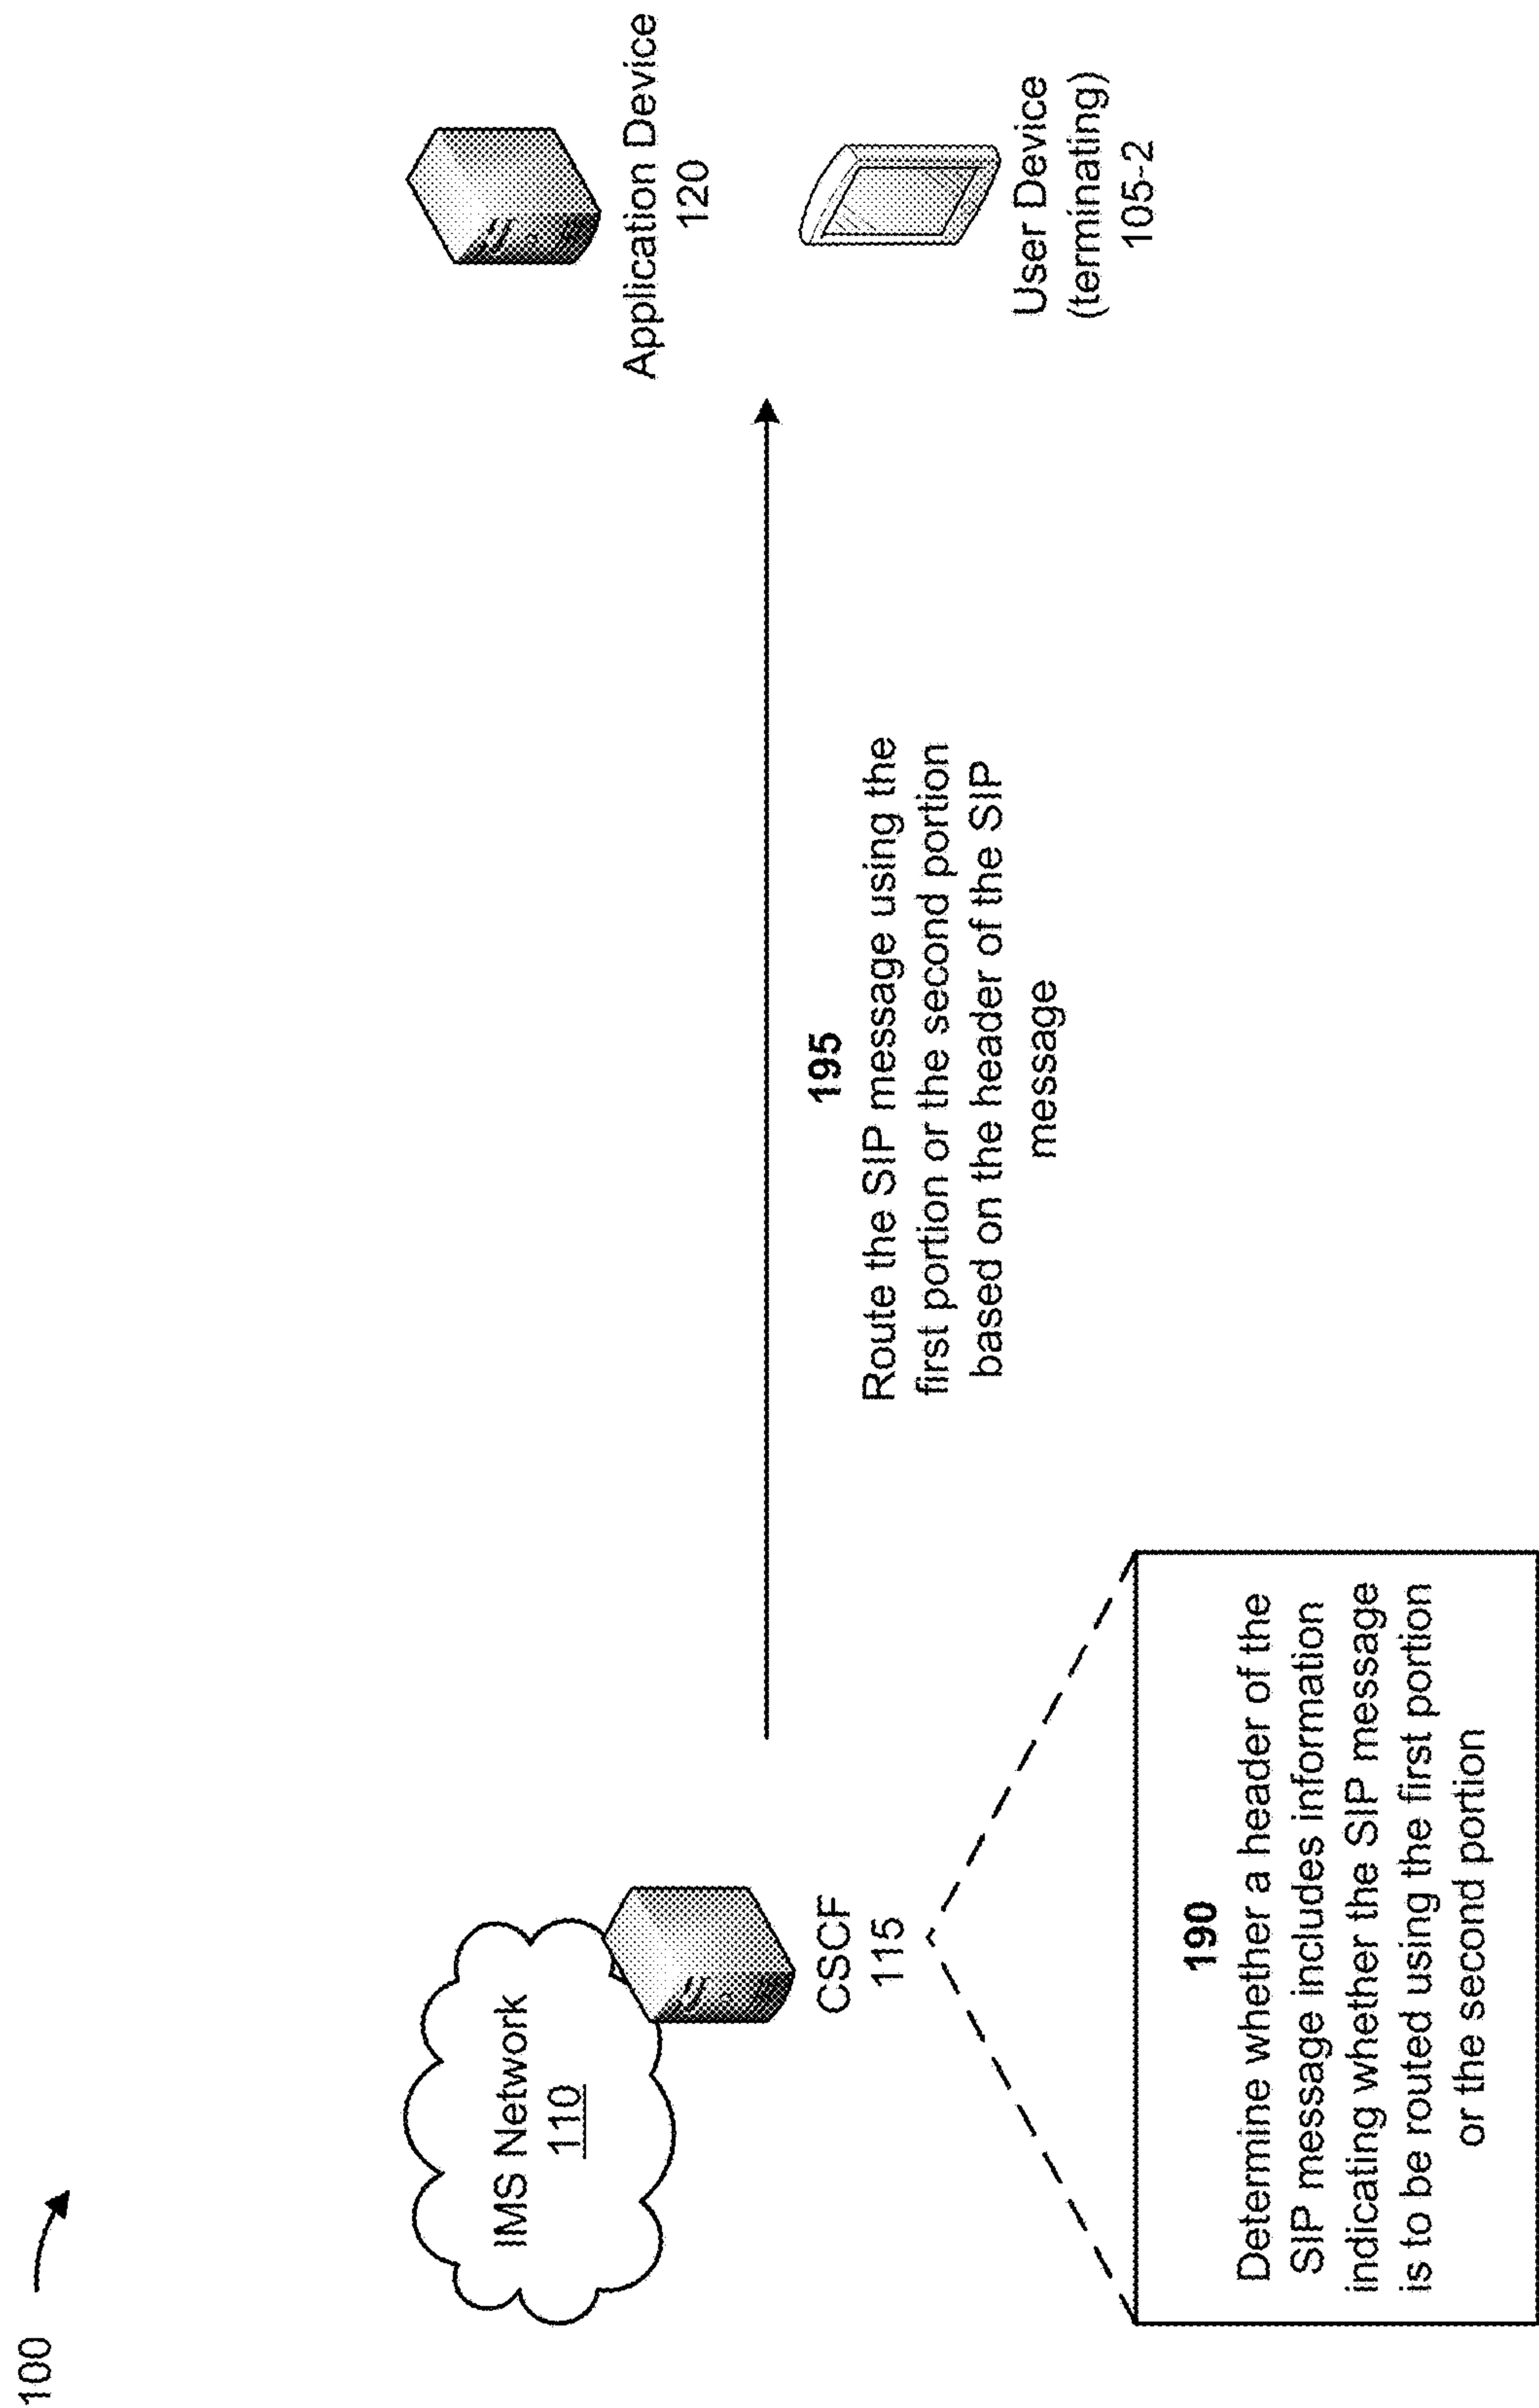 100
IMS Network
110
CSCF
115
190
Determine whether a header of the
SIP message includes information
indicating whether the SIP message
is to be routed using the first portion
or the second portion
195
Route the SIP message using the
first portion or the second portion
based on the header of the SIP
message
Application Device
120
User Device
(terminating)
105-2